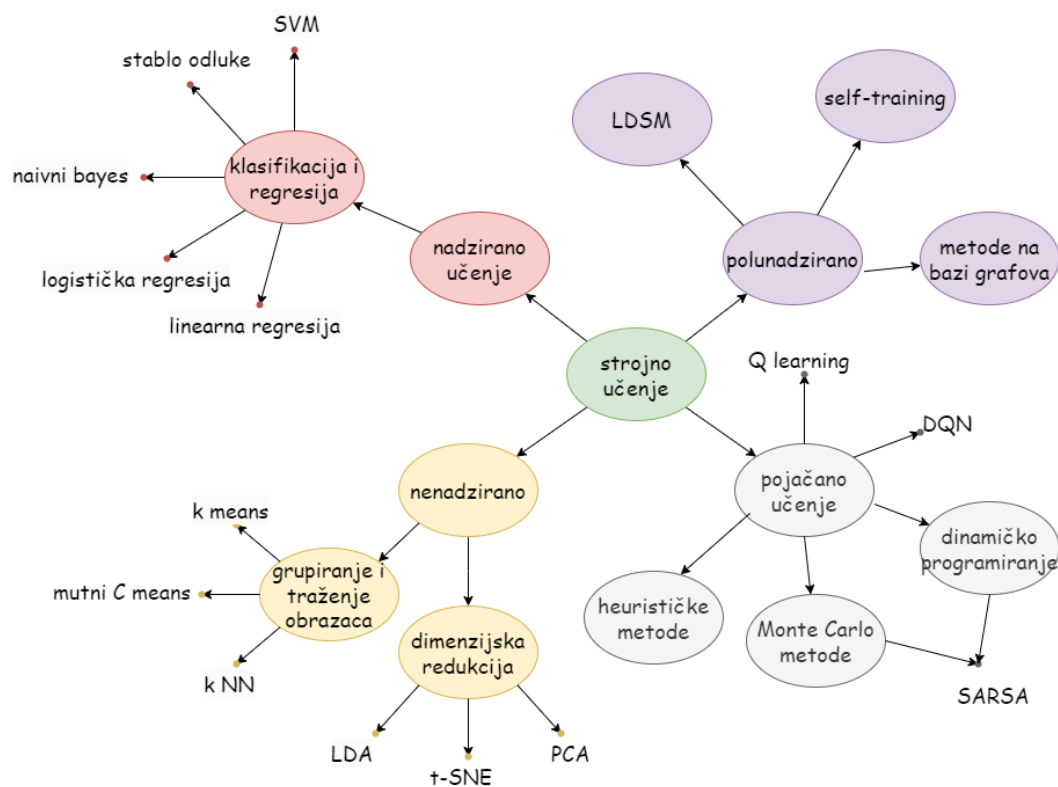 SVM
stablo odluke
klasifikacija i
regresija
naivni bayes
logistička regresija
linearna regresija
nadzirano
učenje
LDSM
self-training
polunadzirano
metode na
bazi grafova
strojno
učenje
Q learning
DQN
pojačano
učenje
dinamičko
programiranje
heurističke
metode
Monte Carlo
metode
SARSA
nenadzirano
k means
grupiranje i
traženje
obrazaca
mutni C means
k NN
dimenzijska
redukcija
LDA
t-SNE
PCA